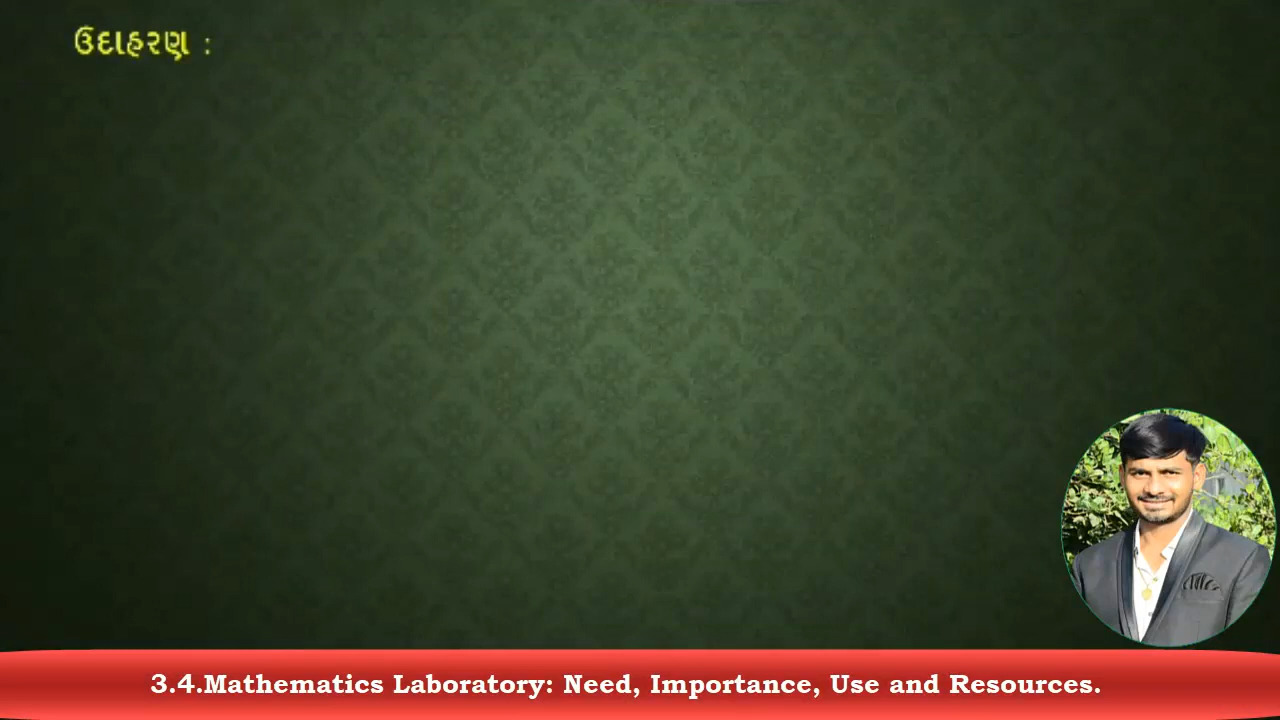 ઉદાહરણ :
3.4.Mathematics Laboratory: Need, Importance, Use and Resources.